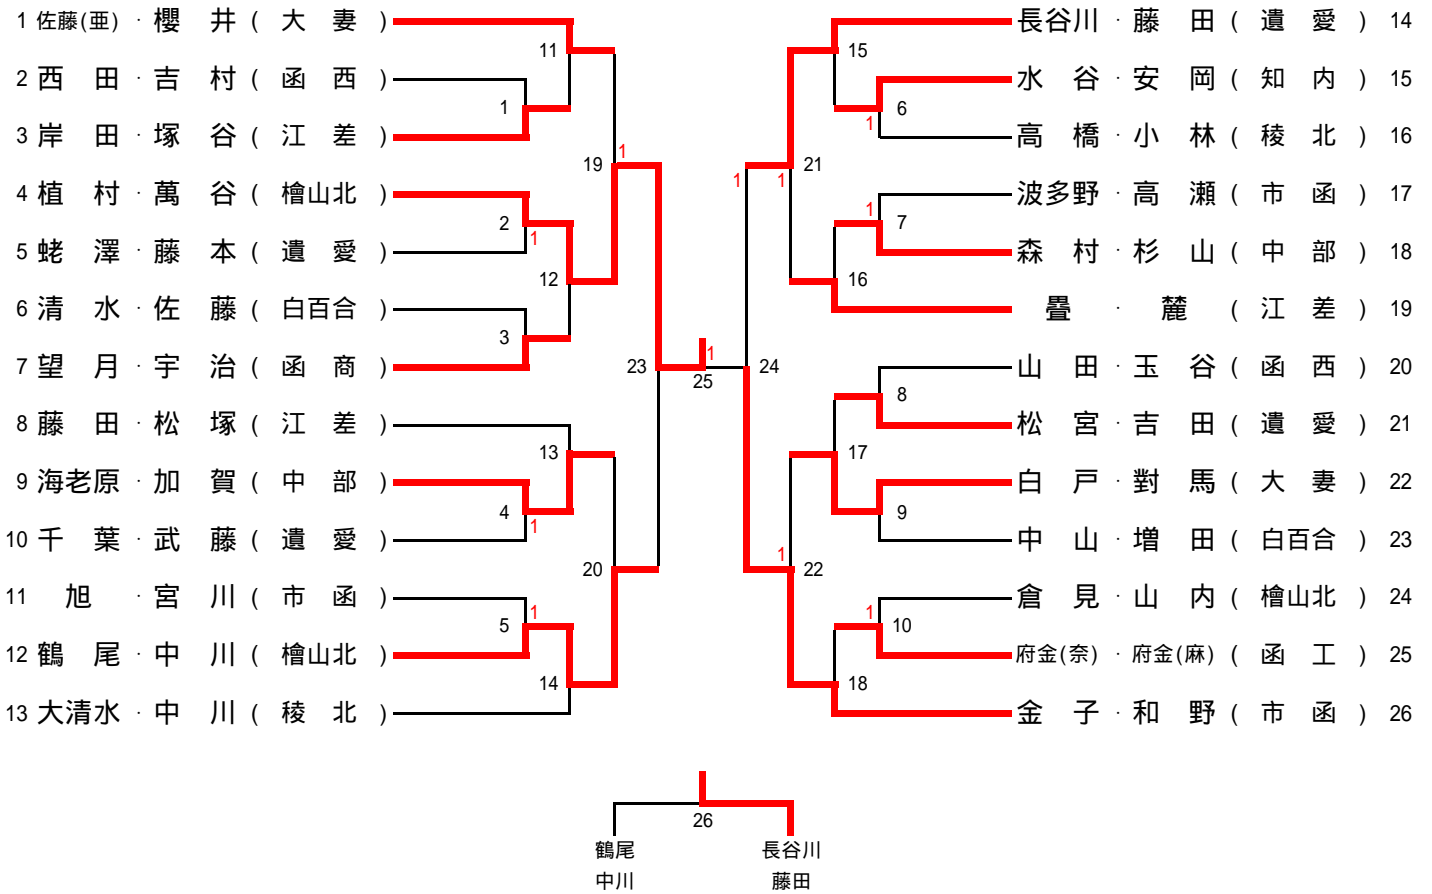 1 佐藤(亜)・櫻井(大妻)
2 西田・吉村(函西)
3 岸田・塚谷(江差)
4 植村・萬谷(檜山北)
5 蛯澤・藤本(遺愛)
6 清水・佐藤(白百合)
7 望月・宇治(函商)
8 藤田・松塚(江差)
9 海老原・加賀(中部)
10 千葉・武藤(遺愛)
11 旭・宮川(市函)
12 鶴尾・中川(檜山北)
13 大清水・中川(稜北)
11
1
19
1
2
1
12
3
23
13
4
1
20
5
1
14
1
25
15
6
1
21
1
1
7
1
16
24
8
17
9
22
1
10
1
18
長谷川・藤田(遺愛) 14
水谷・安岡(知内) 15
高橋・小林(稜北) 16
波多野・高瀬(市函) 17
森村・杉山(中部) 18
疊・麓(江差) 19
山田・玉谷(函西) 20
松宮・吉田(遺愛) 21
白戸・對馬(大妻) 22
中山・増田(白百合) 23
倉見・山内(檜山北) 24
府金(奈)・府金(麻)(函工) 25
金子・和野(市函) 26
26
鶴尾
中川
長谷川
藤田